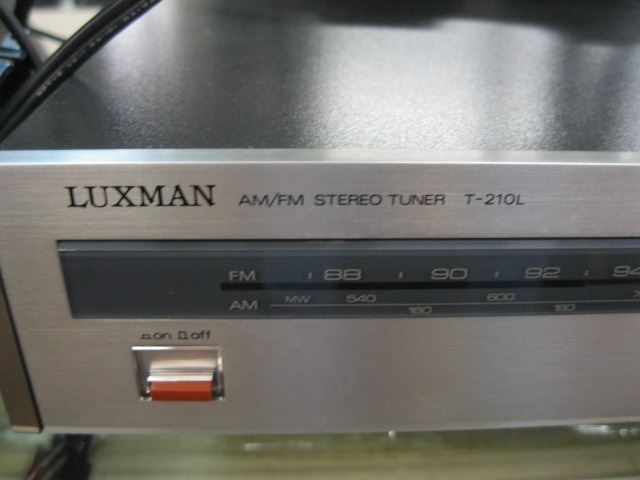 LUXMAN AM/FM STEREO TUNER T-210L
FM 88 90 92 94
AM MW 540 600
160 180
on off